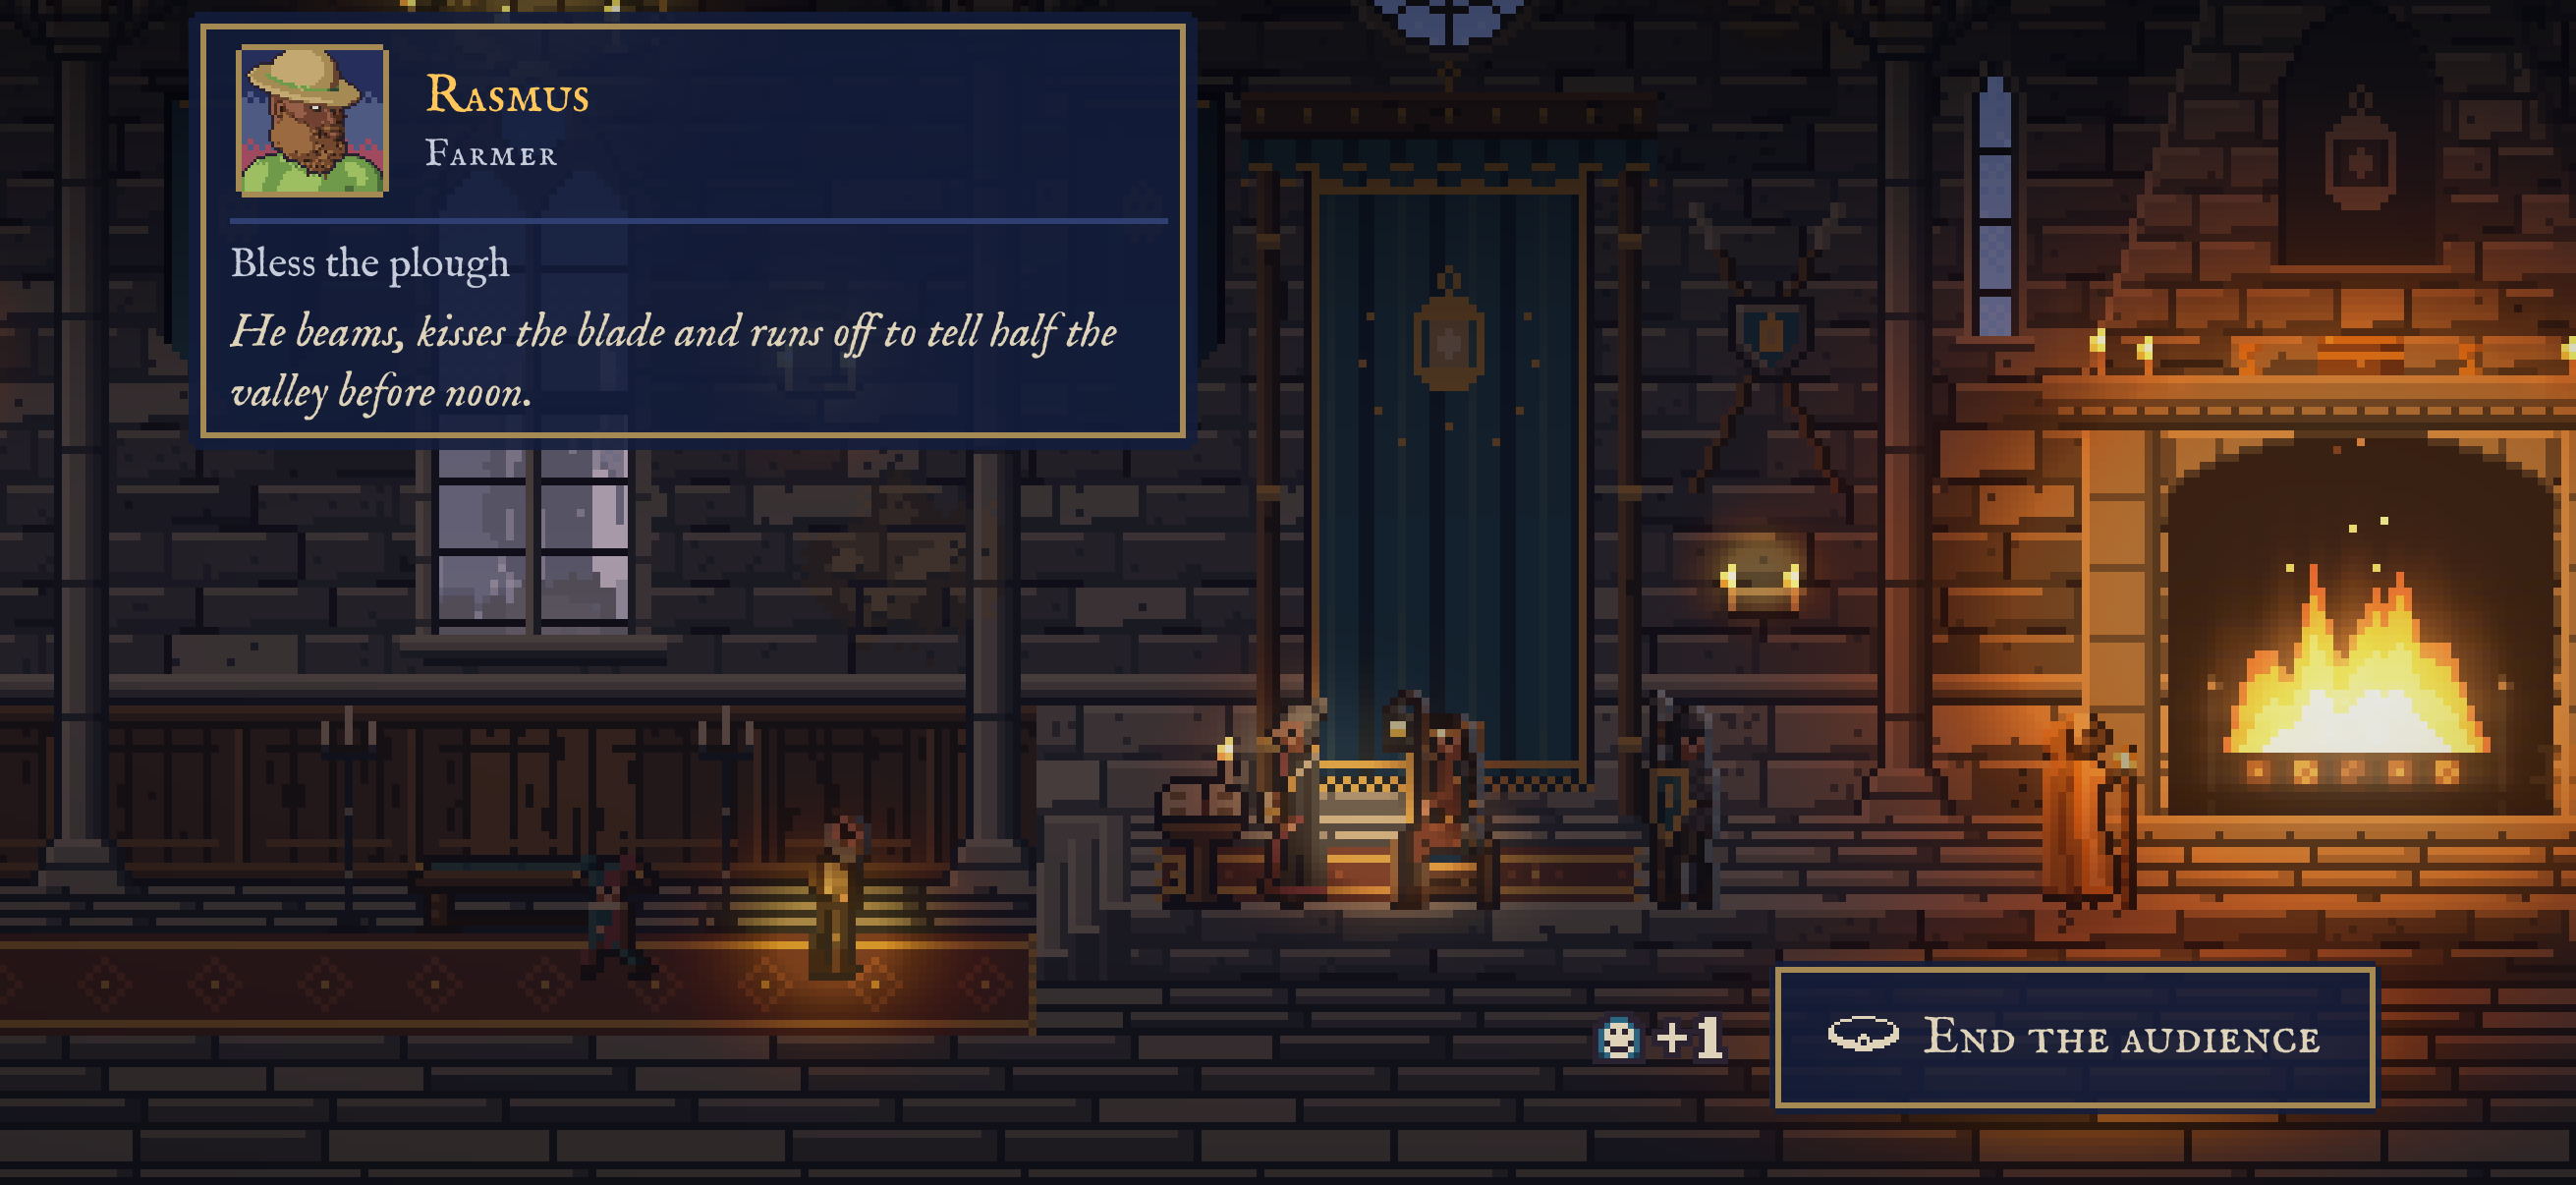 Rasmus
Farmer
Bless the plough
He beams, kisses the blade and runs off to tell half the
valley before noon.
+1
End the audience